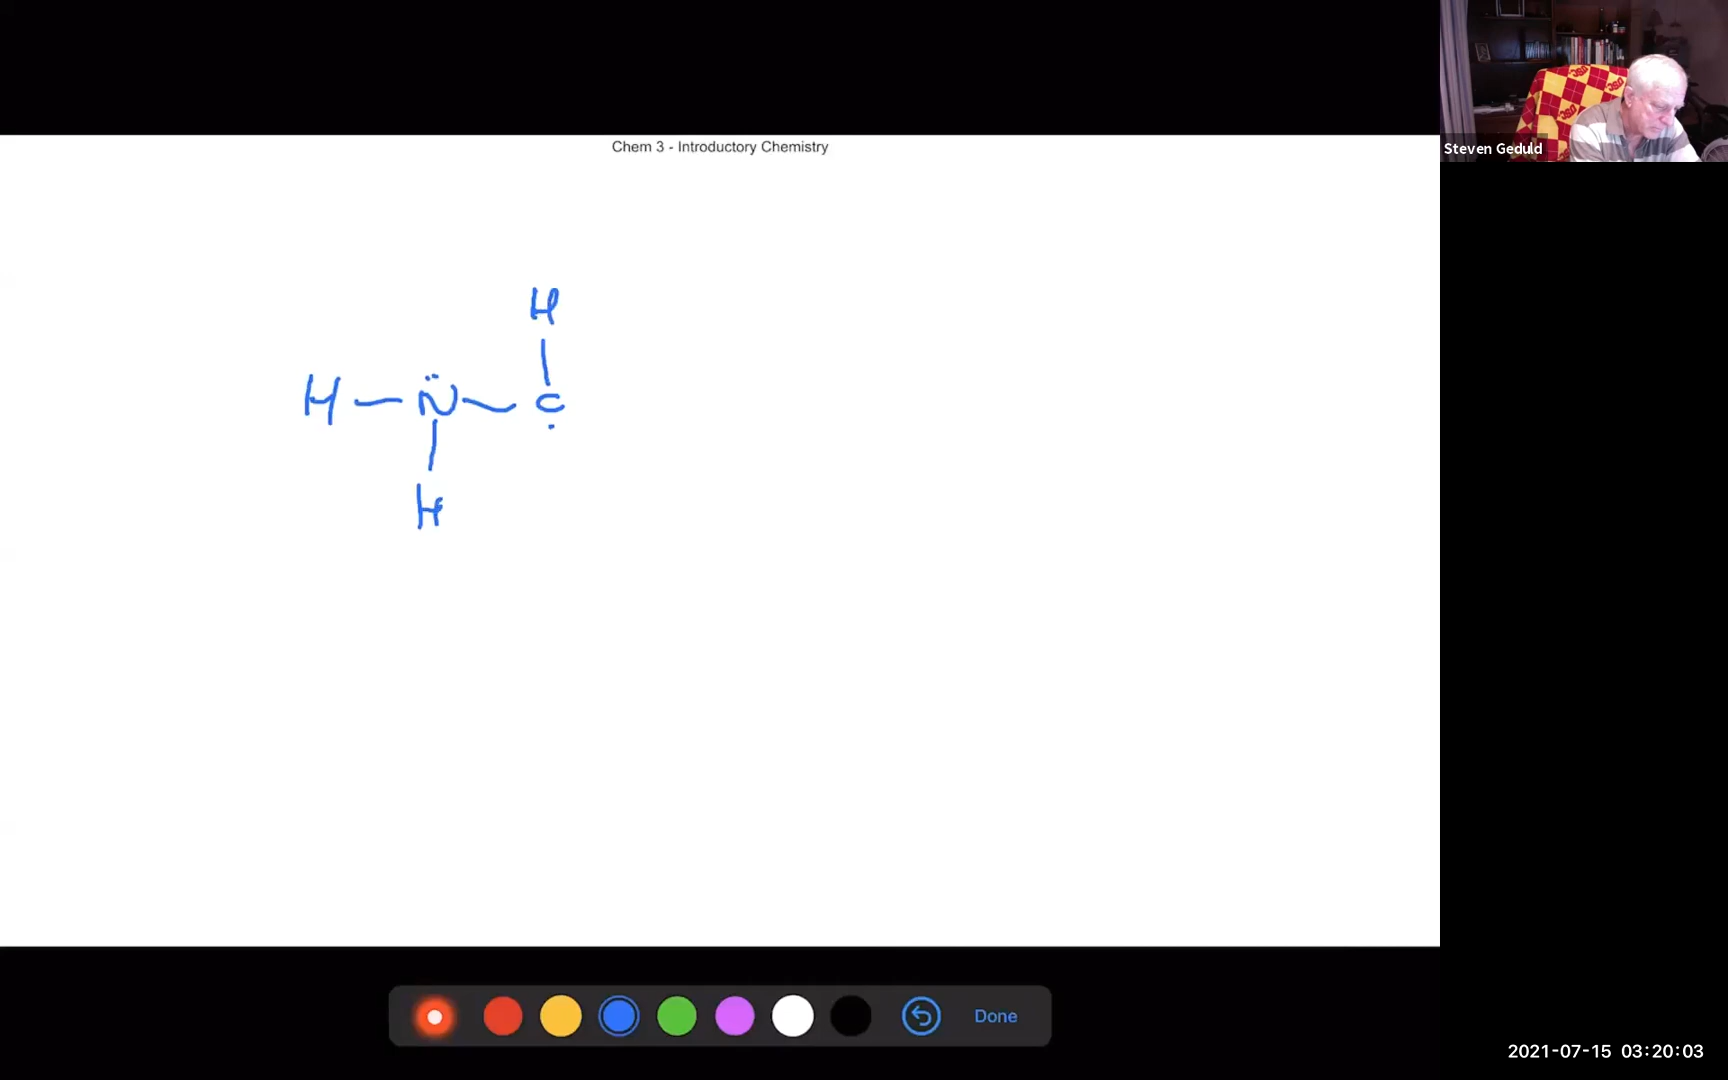 Chem 3 - Introductory Chemistry
Steven Geduld
H
H — N̈ — C
H
Done
2021-07-15 03:20:03